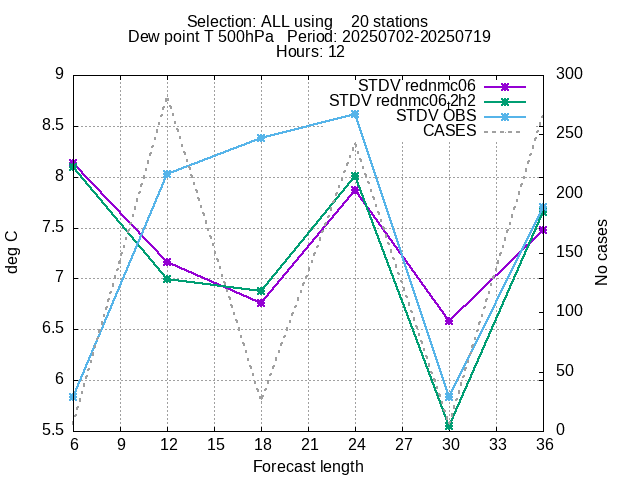 Selection: ALL using 20 stations
Dew point T 500hPa Period: 20250702-20250719
Hours: 12
STDV rednmc06
STDV rednmc06,2h2
STDV OBS
CASES
9
8.5
8
7.5
7
6.5
6
5.5
300
250
200
150
100
50
0
deg C
No cases
6 9 12 15 18 21 24 27 30 33 36
Forecast length